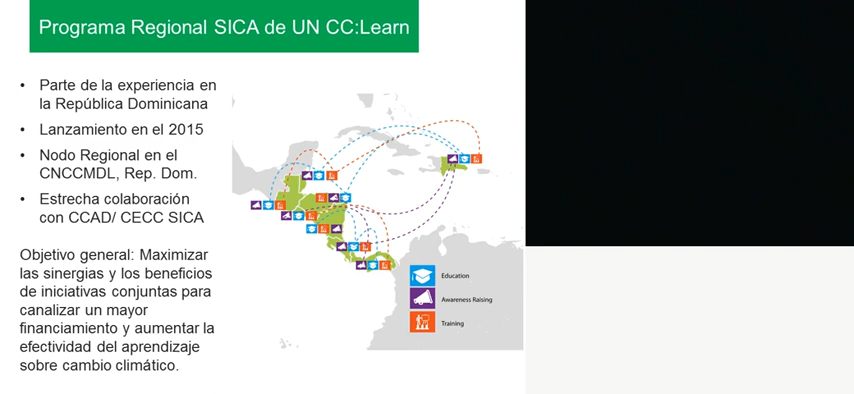 Programa Regional SICA de UN CC:Learn
• Parte de la experiencia en
la República Dominicana
• Lanzamiento en el 2015
• Nodo Regional en el
CNCCMDL, Rep. Dom.
• Estrecha colaboración
con CCAD/ CECC SICA
Objetivo general: Maximizar
las sinergias y los beneficios
de iniciativas conjuntas para
canalizar un mayor
financiamiento y aumentar la
efectividad del aprendizaje
sobre cambio climático.
Education
Awareness Raising
Training